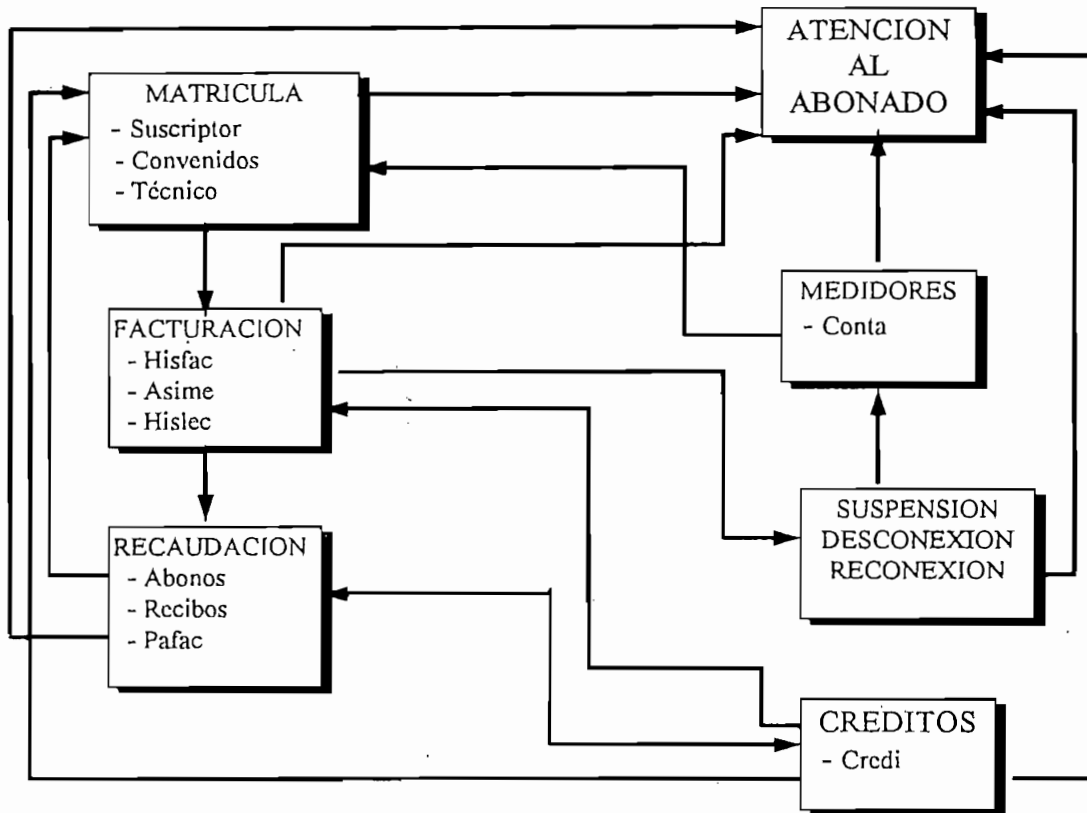 ATENCION
AL
ABONADO
MATRICULA
- Suscriptor
- Convenidos
- Técnico
MEDIDORES
- Conta
FACTURACION
- Hisfac
- Asime
- Hislec
SUSPENSION
DESCONEXION
RECONEXION
RECAUDACION
- Abonos
- Recibos
- Pafac
CREDITOS
- Credi